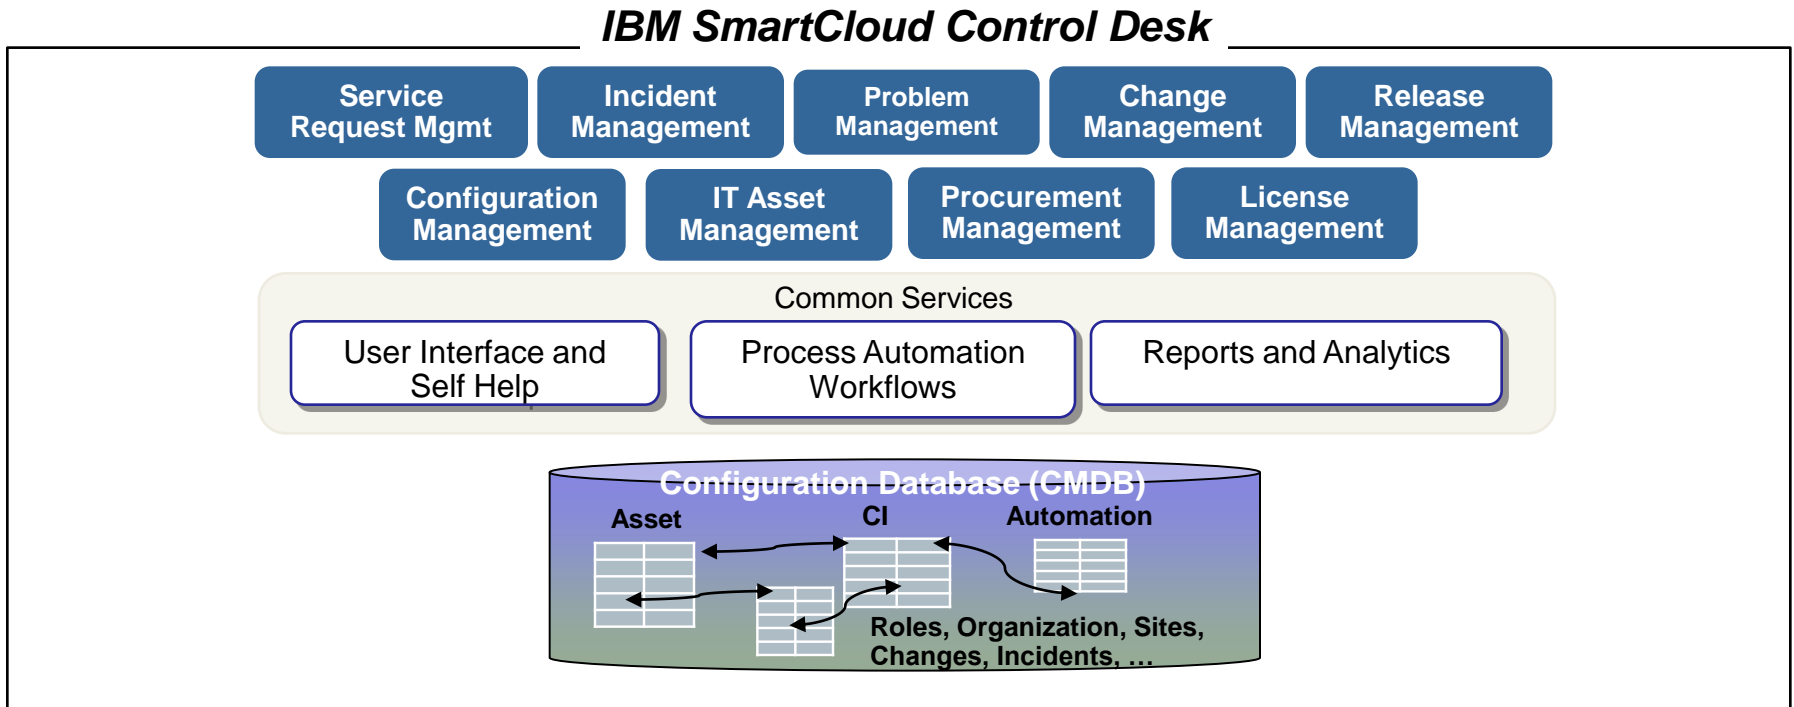 IBM SmartCloud Control Desk
Service
Request Mgmt
Incident
Management
Problem
Management
Change
Management
Release
Management
Configuration
Management
IT Asset
Management
Procurement
Management
License
Management
Common Services
User Interface and
Self Help
Process Automation
Workflows
Reports and Analytics
Configuration Database (CMDB)
Asset
CI
Automation
Roles, Organization, Sites,
Changes, Incidents, …